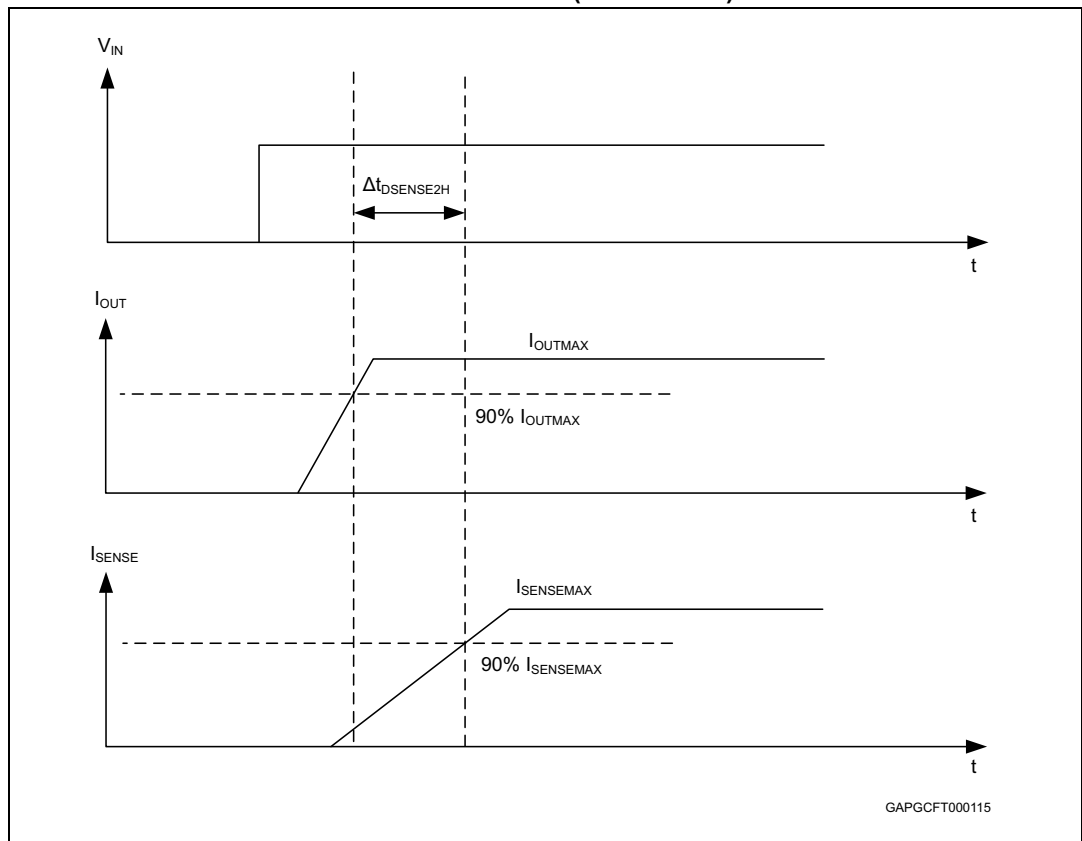 V_IN
Δt_DSENSE2H
t
I_OUT
I_OUTMAX
90% I_OUTMAX
t
I_SENSE
I_SENSEMAX
90% I_SENSEMAX
t
GAPGCFT000115